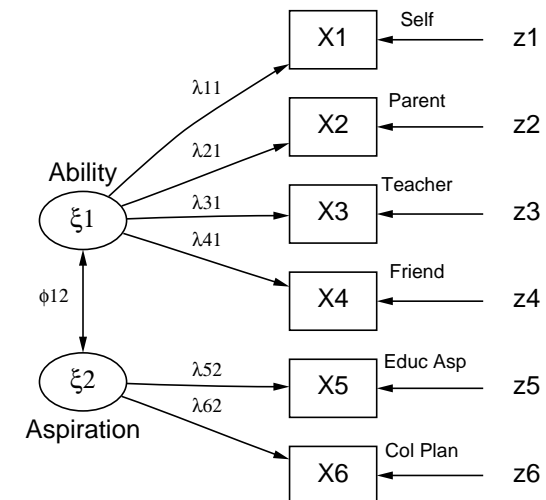 Self
X1
z1
λ11
Parent
X2
z2
λ21
Ability
Teacher
λ31
X3
z3
ξ1
λ41
Friend
X4
z4
ϕ12
Educ Asp
λ52
X5
z5
ξ2
λ62
Aspiration
Col Plan
X6
z6